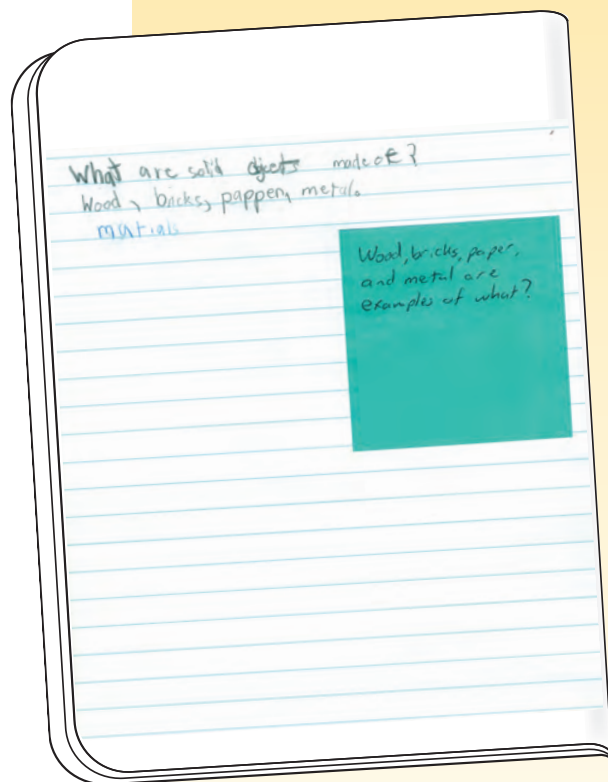 What are solid objects made of?
Wood, bricks, pappen, metal.
matirials
Wood, bricks, paper,
and metal are
examples of what?